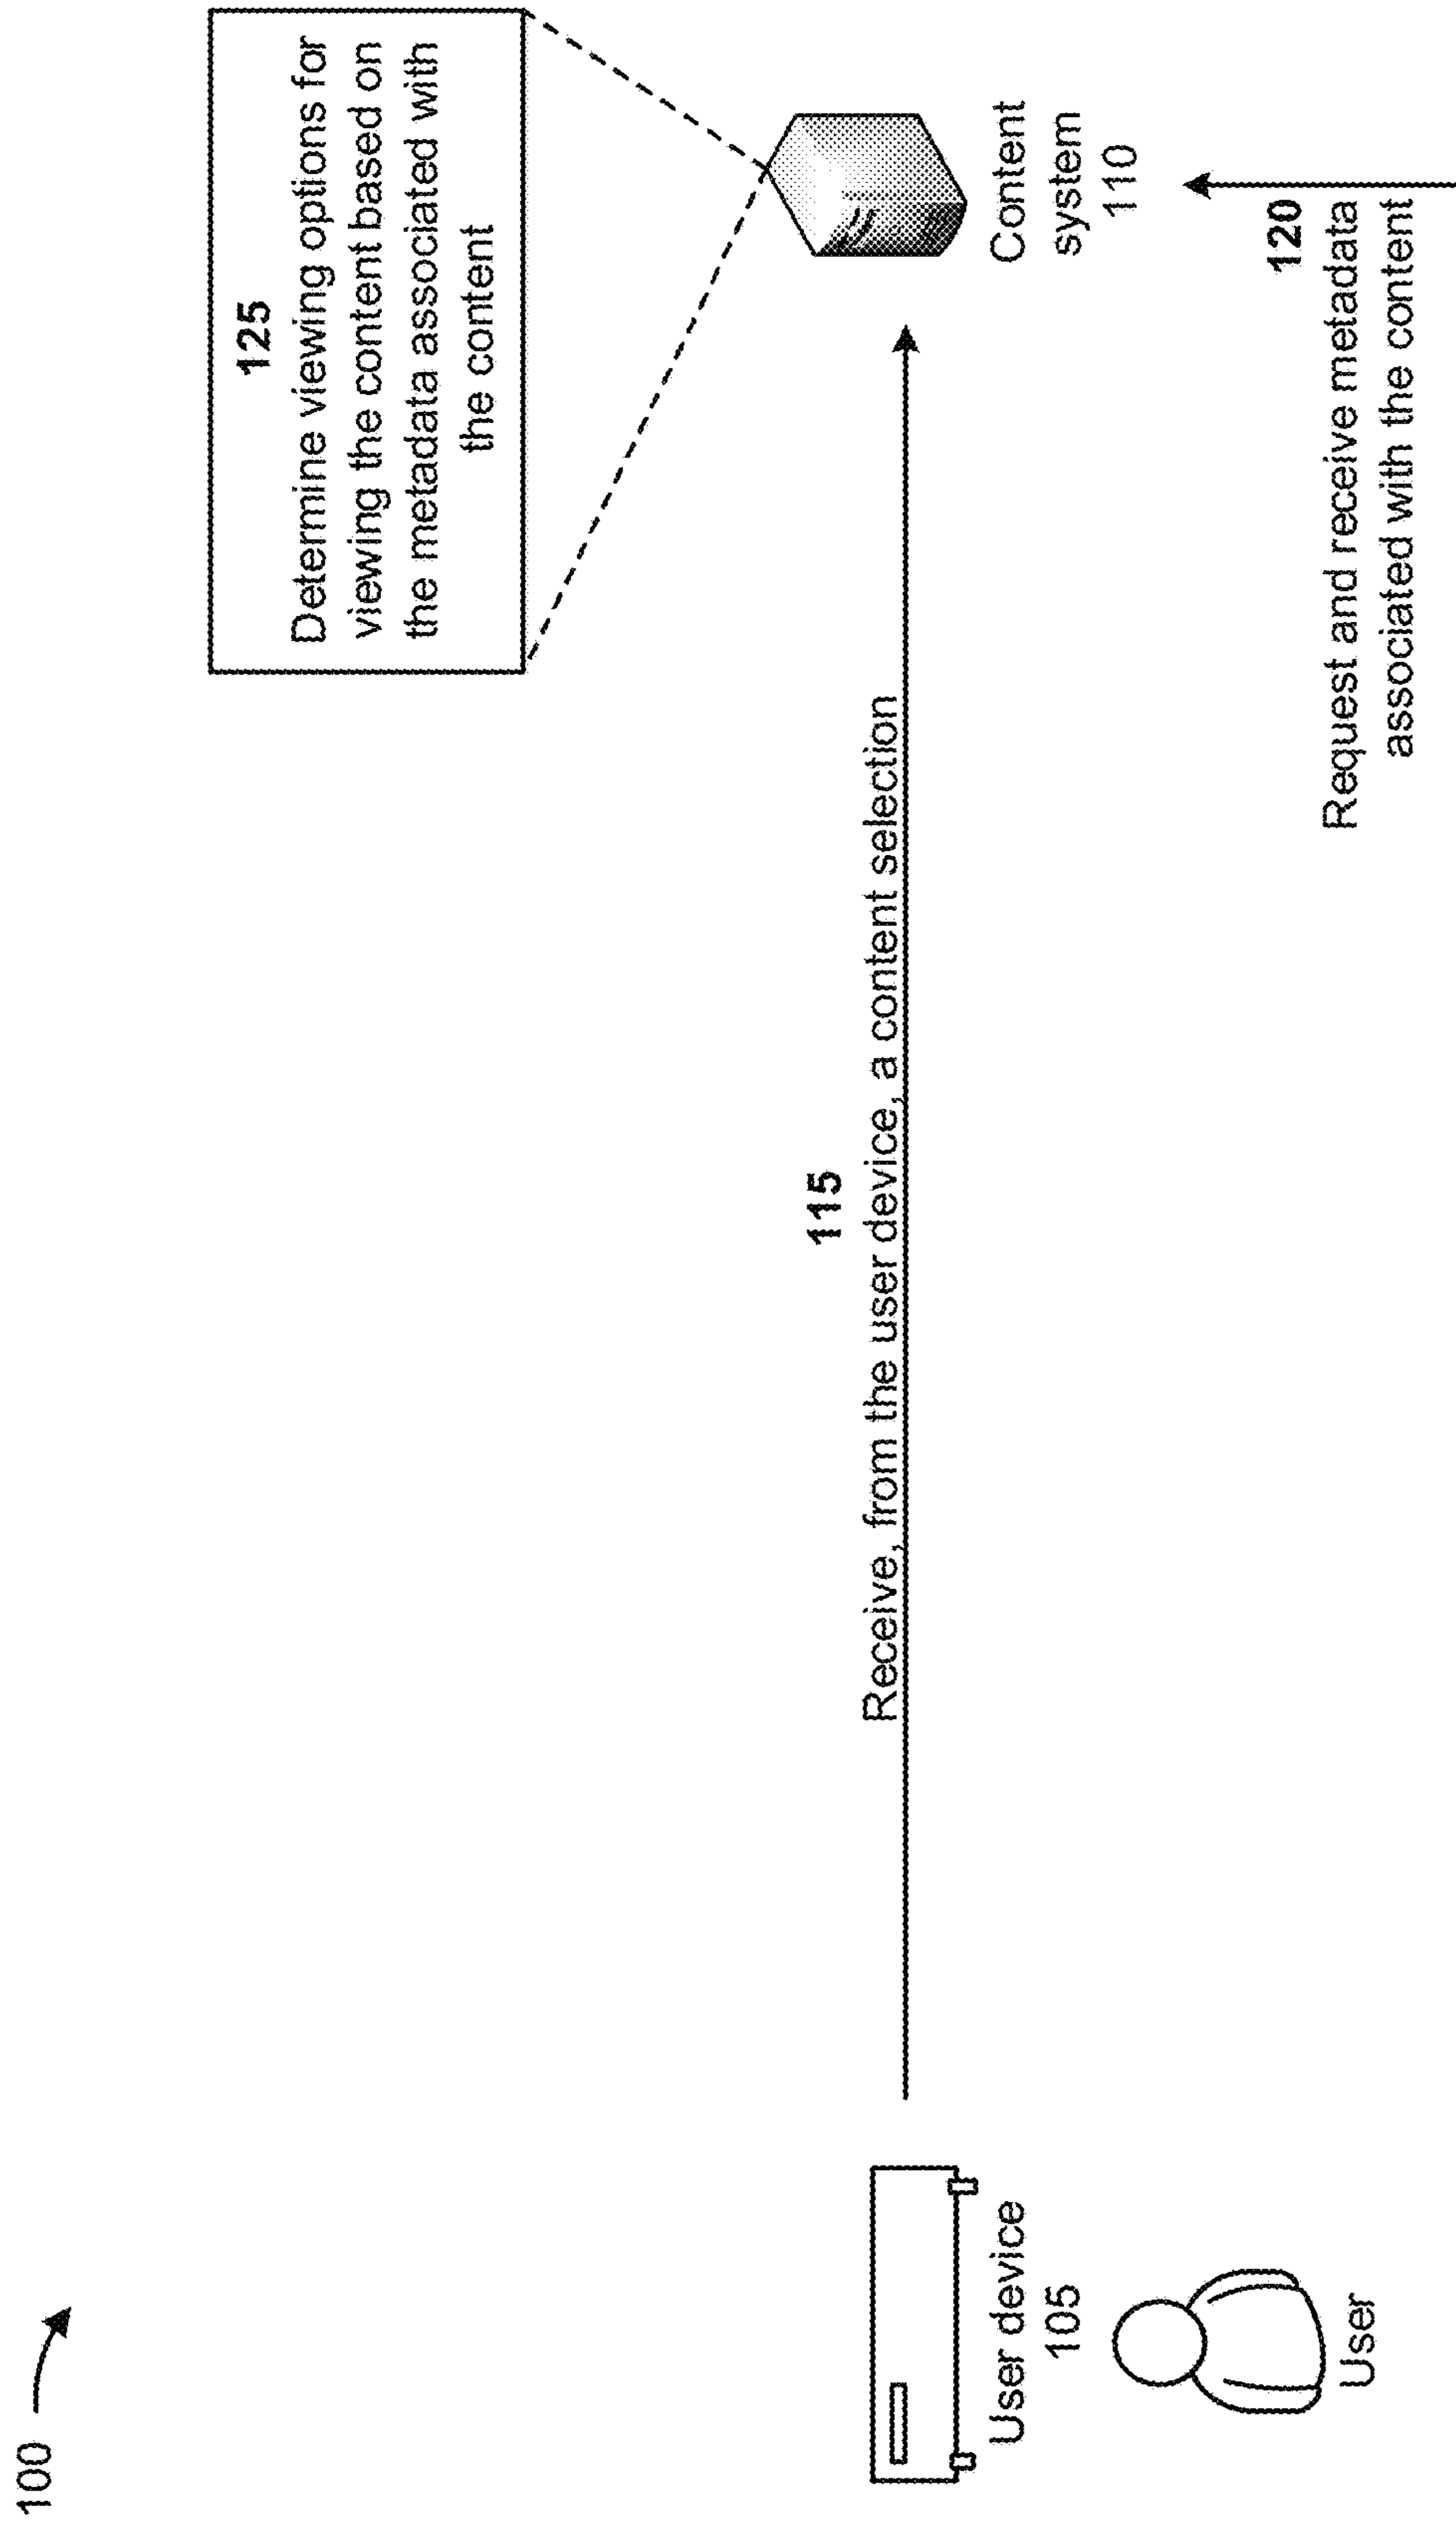 100
125
Determine viewing options for
viewing the content based on
the metadata associated with
the content
115
Receive, from the user device, a content selection
User device
105
Content
system
110
User
120
Request and receive metadata
associated with the content